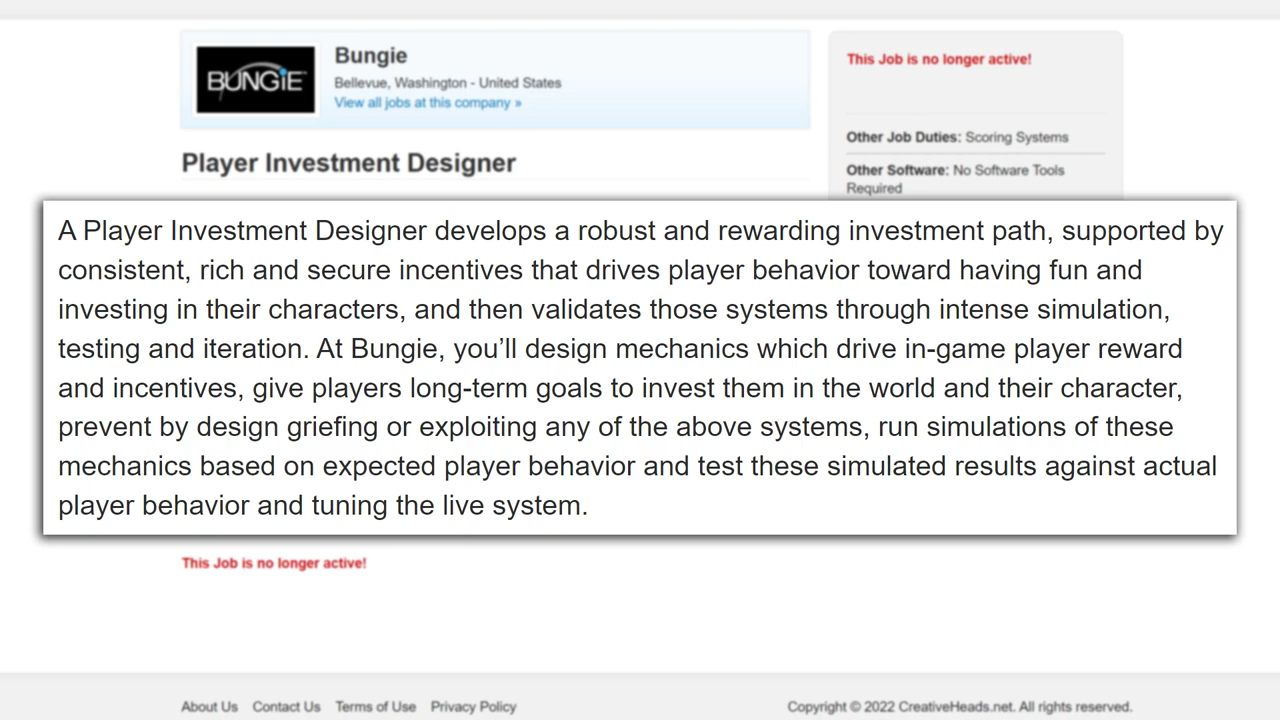 BUNGiE
Bungie
Bellevue, Washington - United States
View all jobs at this company »
This Job is no longer active!
Other Job Duties: Scoring Systems
Other Software: No Software Tools
Required
Player Investment Designer
A Player Investment Designer develops a robust and rewarding investment path, supported by
consistent, rich and secure incentives that drives player behavior toward having fun and
investing in their characters, and then validates those systems through intense simulation,
testing and iteration. At Bungie, you’ll design mechanics which drive in-game player reward
and incentives, give players long-term goals to invest them in the world and their character,
prevent by design griefing or exploiting any of the above systems, run simulations of these
mechanics based on expected player behavior and test these simulated results against actual
player behavior and tuning the live system.
This Job is no longer active!
About Us Contact Us Terms of Use Privacy Policy
Copyright © 2022 CreativeHeads.net. All rights reserved.